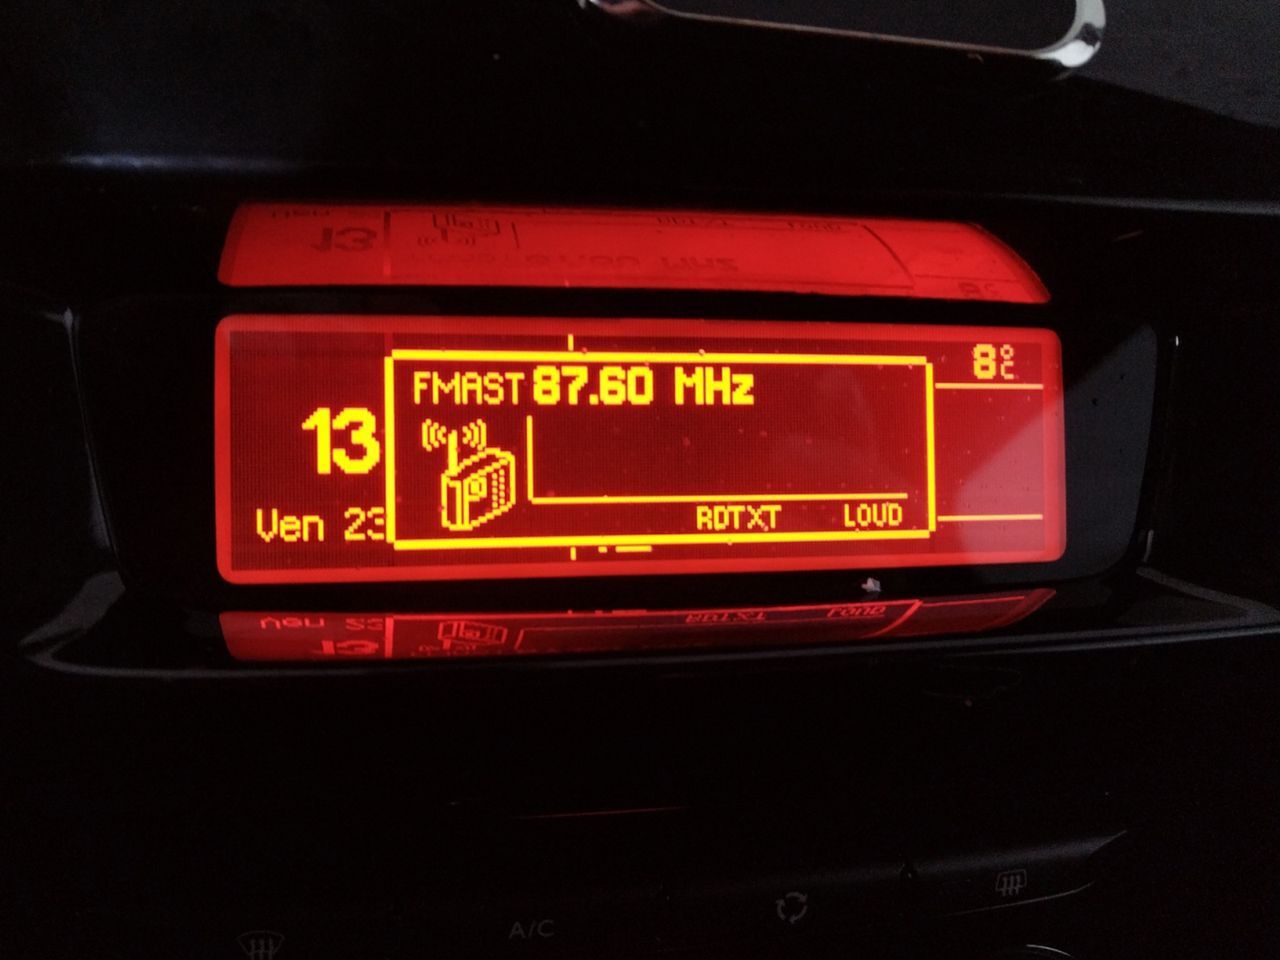 8°C
FMAST 87.60 MHz
13
Ven 23
RDTXT LOUD
A/C